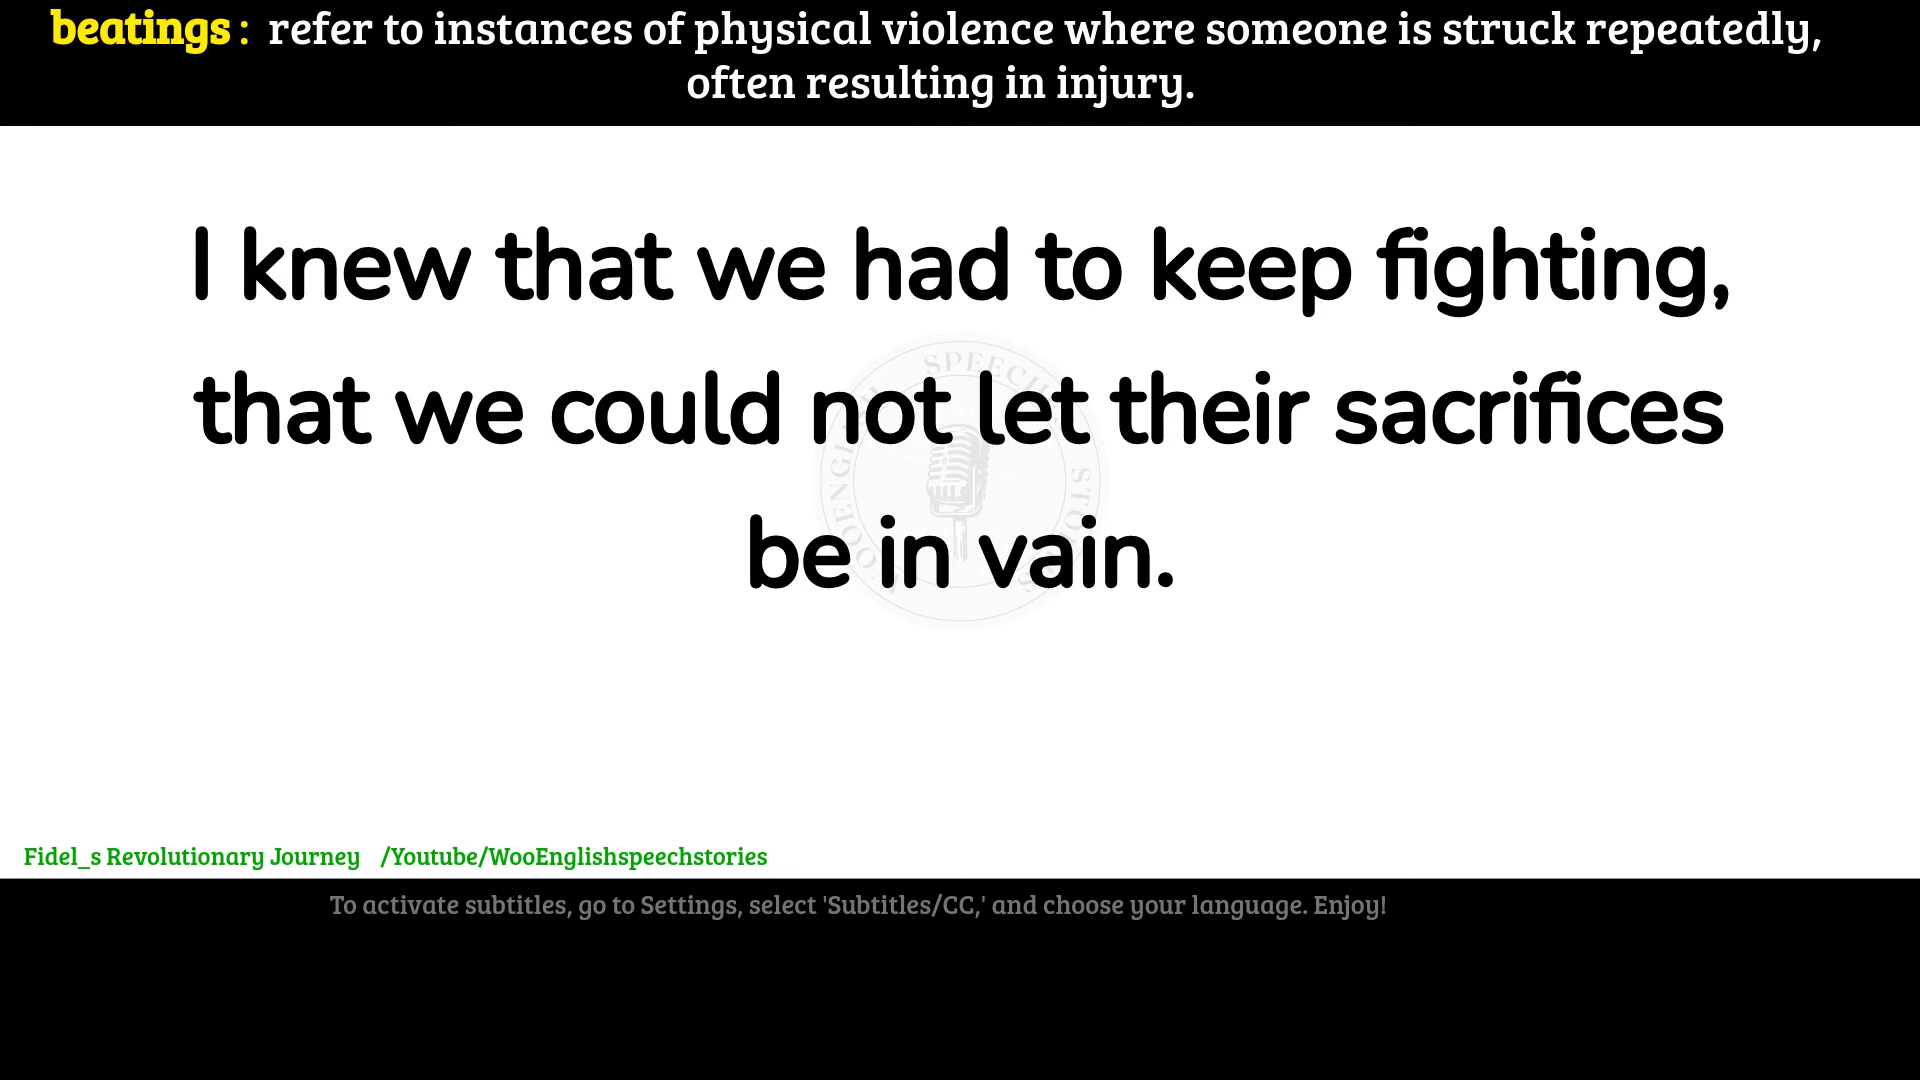 beatings : refer to instances of physical violence where someone is struck repeatedly,
often resulting in injury.
I knew that we had to keep fighting,
that we could not let their sacrifices
be in vain.
SPEECH
Fidel_s Revolutionary Journey /Youtube/WooEnglishspeechstories
To activate subtitles, go to Settings, select 'Subtitles/CC,' and choose your language. Enjoy!